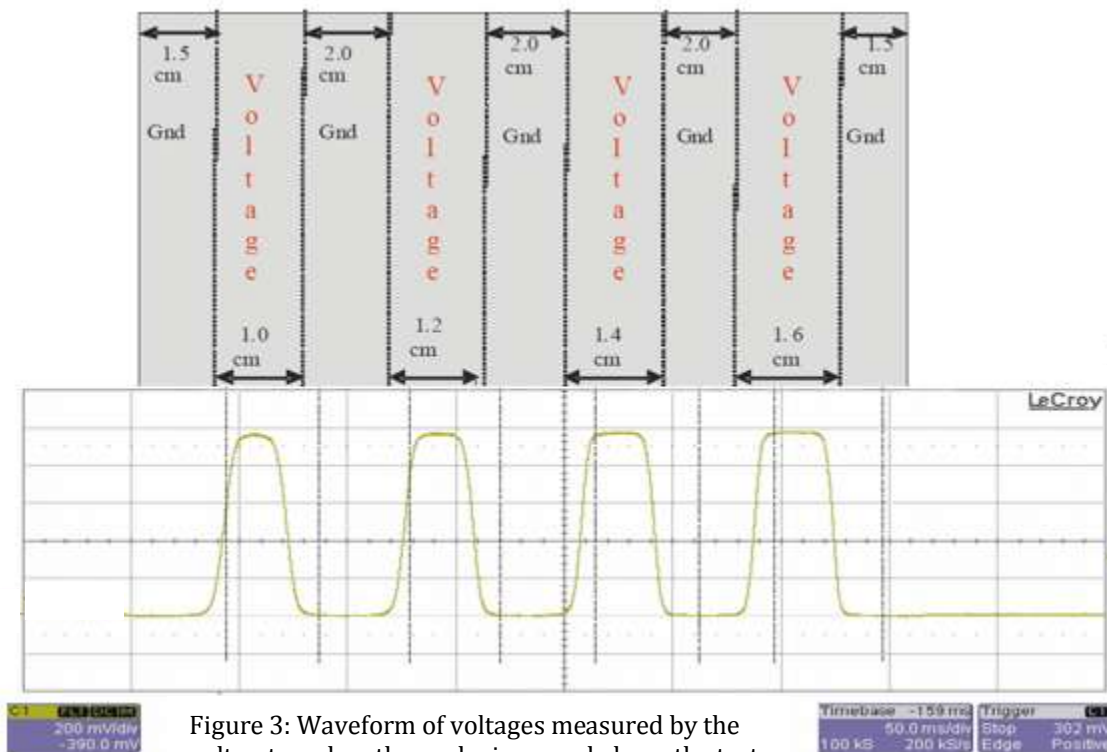 1.5 cm
2.0 cm
2.0 cm
2.0 cm
1.5 cm
Gnd
Voltage
Gnd
Voltage
Gnd
Voltage
Gnd
Voltage
Gnd
1.0 cm
1.2 cm
1.4 cm
1.6 cm
LeCroy
C1
200 mV/div
-390.0 mV
Figure 3: Waveform of voltages measured by the
Timebase -159 ms
50.0 ms/div
100 kS 200 kS/s
Trigger C1
Stop 302 mV
Edge Positive